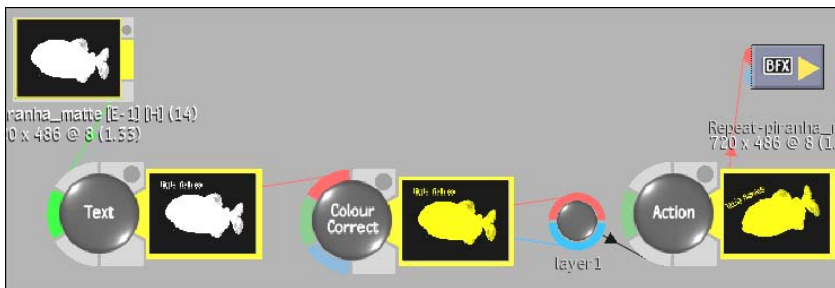 BFX
ranha_matte [E-1] [H] (14)
0 x 486 @ 8 (1.33)
Repeat-piranha_
720 x 486 @ 8 (1.
Text
Colour
Correct
Action
layer1